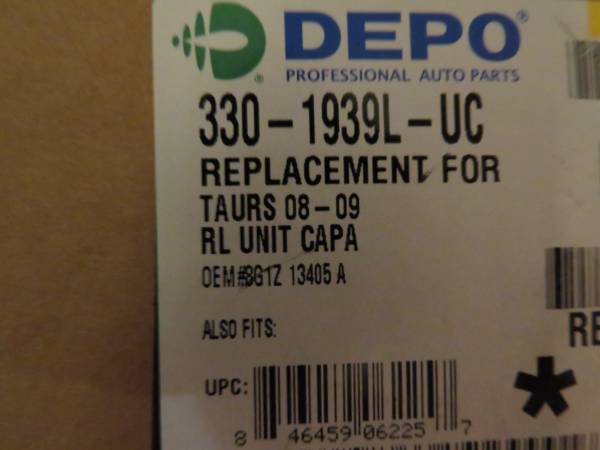 DEPO®
PROFESSIONAL AUTO PARTS
®
330-1939L-UC
REPLACEMENT FOR
TAURS 08-09
RL UNIT CAPA
OEM#8G1Z 13405 A
ALSO FITS:
RE
UPC:
8 46459 06225 7